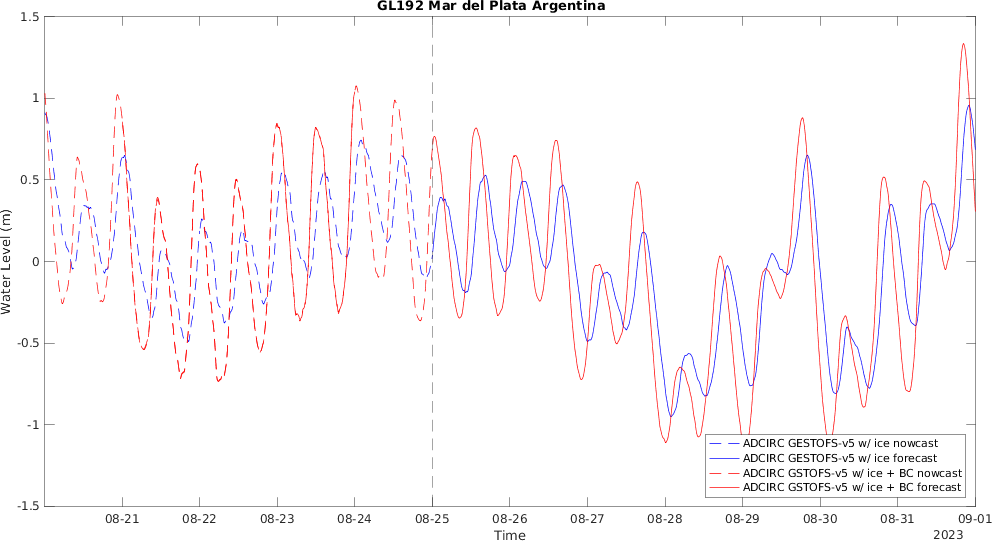 GL192 Mar del Plata Argentina
1.5
1
0.5
0
-0.5
-1
-1.5
Water Level (m)
ADCIRC GESTOFS-v5 w/ ice nowcast
ADCIRC GESTOFS-v5 w/ ice forecast
ADCIRC GSTOFS-v5 w/ ice + BC nowcast
ADCIRC GSTOFS-v5 w/ ice + BC forecast
08-21 08-22 08-23 08-24 08-25 08-26 08-27 08-28 08-29 08-30 08-31 09-01
Time
2023